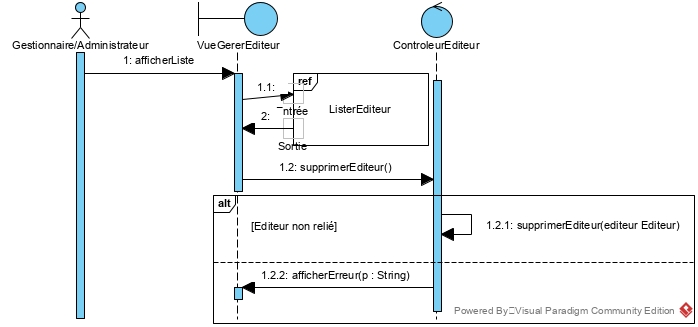 Gestionnaire/Administrateur
VueGererEditeur
ControleurEditeur
1: afficherListe
ref
1.1:
ListerEditeur
Entrée
2:
Sortie
1.2: supprimerEditeur()
alt
[Editeur non relié]
1.2.1: supprimerEditeur(editeur Editeur)
1.2.2: afficherErreur(p : String)
Powered By Visual Paradigm Community Edition